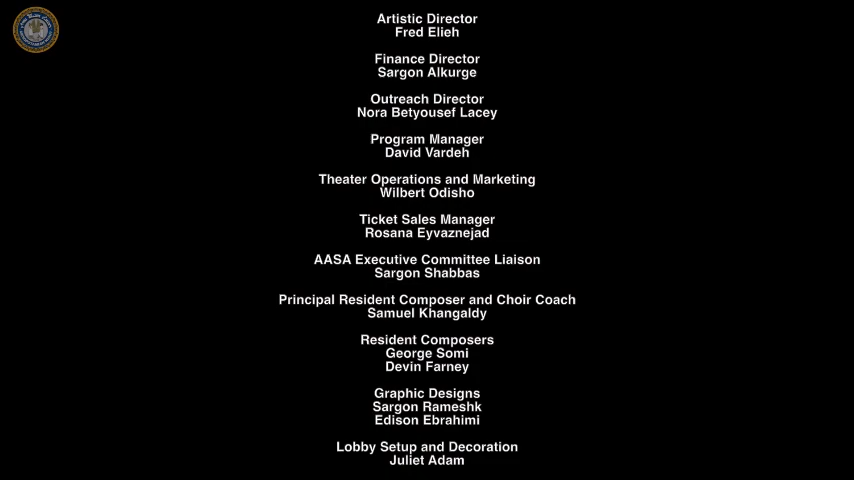 Artistic Director
Fred Elieh
Finance Director
Sargon Alkurge
Outreach Director
Nora Betyousef Lacey
Program Manager
David Vardeh
Theater Operations and Marketing
Wilbert Odisho
Ticket Sales Manager
Rosana Eyvaznejad
AASA Executive Committee Liaison
Sargon Shabbas
Principal Resident Composer and Choir Coach
Samuel Khangaldy
Resident Composers
George Somi
Devin Farney
Graphic Designs
Sargon Rameshk
Edison Ebrahimi
Lobby Setup and Decoration
Juliet Adam